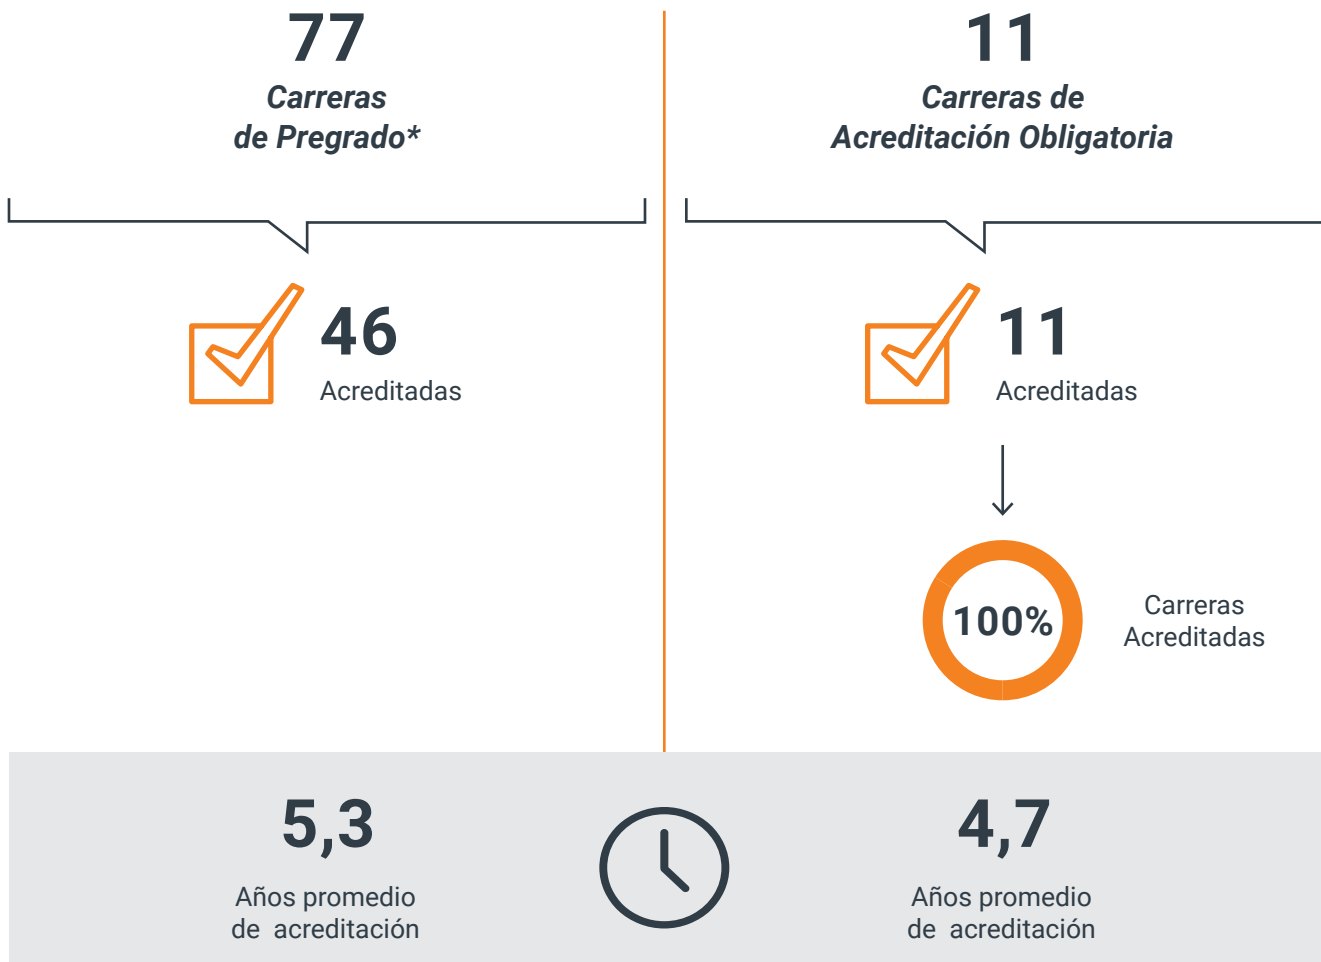 77
Carreras
de Pregrado*
46
Acreditadas
11
Carreras de
Acreditación Obligatoria
11
Acreditadas
100%
Carreras
Acreditadas
5,3
Años promedio
de acreditación
4,7
Años promedio
de acreditación